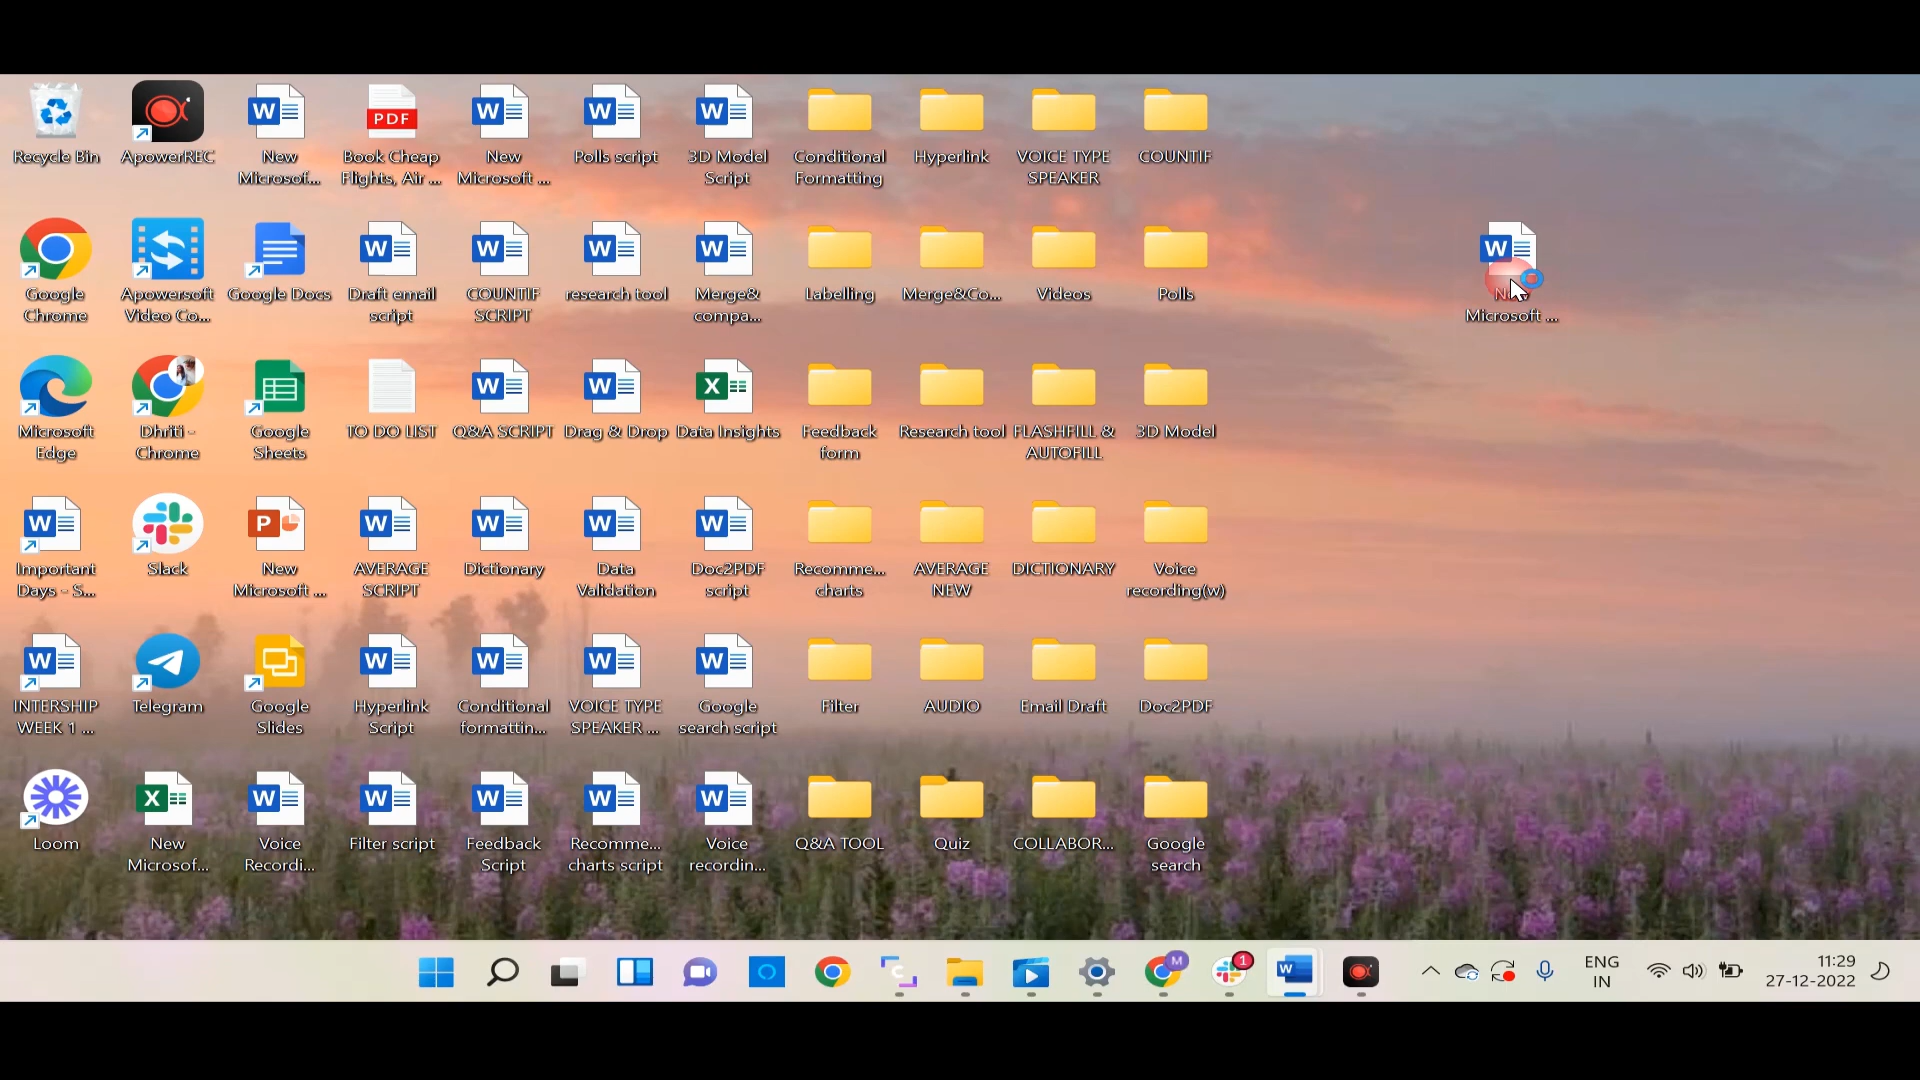 Recycle Bin
ApowerREC
New
Microsof...
PDF
Book Cheap
Flights, Air ...
New
Microsoft ...
Polls script
3D Model
Script
Conditional
Formatting
Hyperlink
VOICE TYPE
SPEAKER
COUNTIF
Google
Chrome
Apowersoft
Video Co...
Google Docs
Draft email
script
COUNTIF
SCRIPT
research tool
Merge&
compa...
Labelling
Merge&Co...
Videos
Polls
Microsoft ...
Microsoft
Edge
Dhriti -
Chrome
Google
Sheets
TO DO LIST
Q&A SCRIPT
Drag & Drop
Data Insights
Feedback
form
Research tool
FLASHFILL &
AUTOFILL
3D Model
Important
Days - S...
Slack
New
Microsoft ...
AVERAGE
SCRIPT
Dictionary
Data
Validation
Doc2PDF
script
Recomme...
charts
AVERAGE
NEW
DICTIONARY
Voice
recording(w)
INTERSHIP
WEEK 1 ...
Telegram
Google
Slides
Hyperlink
Script
Conditional
formattin...
VOICE TYPE
SPEAKER ...
Google
search script
Filter
AUDIO
Email Draft
Doc2PDF
Loom
New
Microsof...
Voice
Recordi...
Filter script
Feedback
Script
Recomme...
charts script
Voice
recordin...
Q&A TOOL
Quiz
COLLABOR...
Google
search
M
1
ENG
IN
11:29
27-12-2022